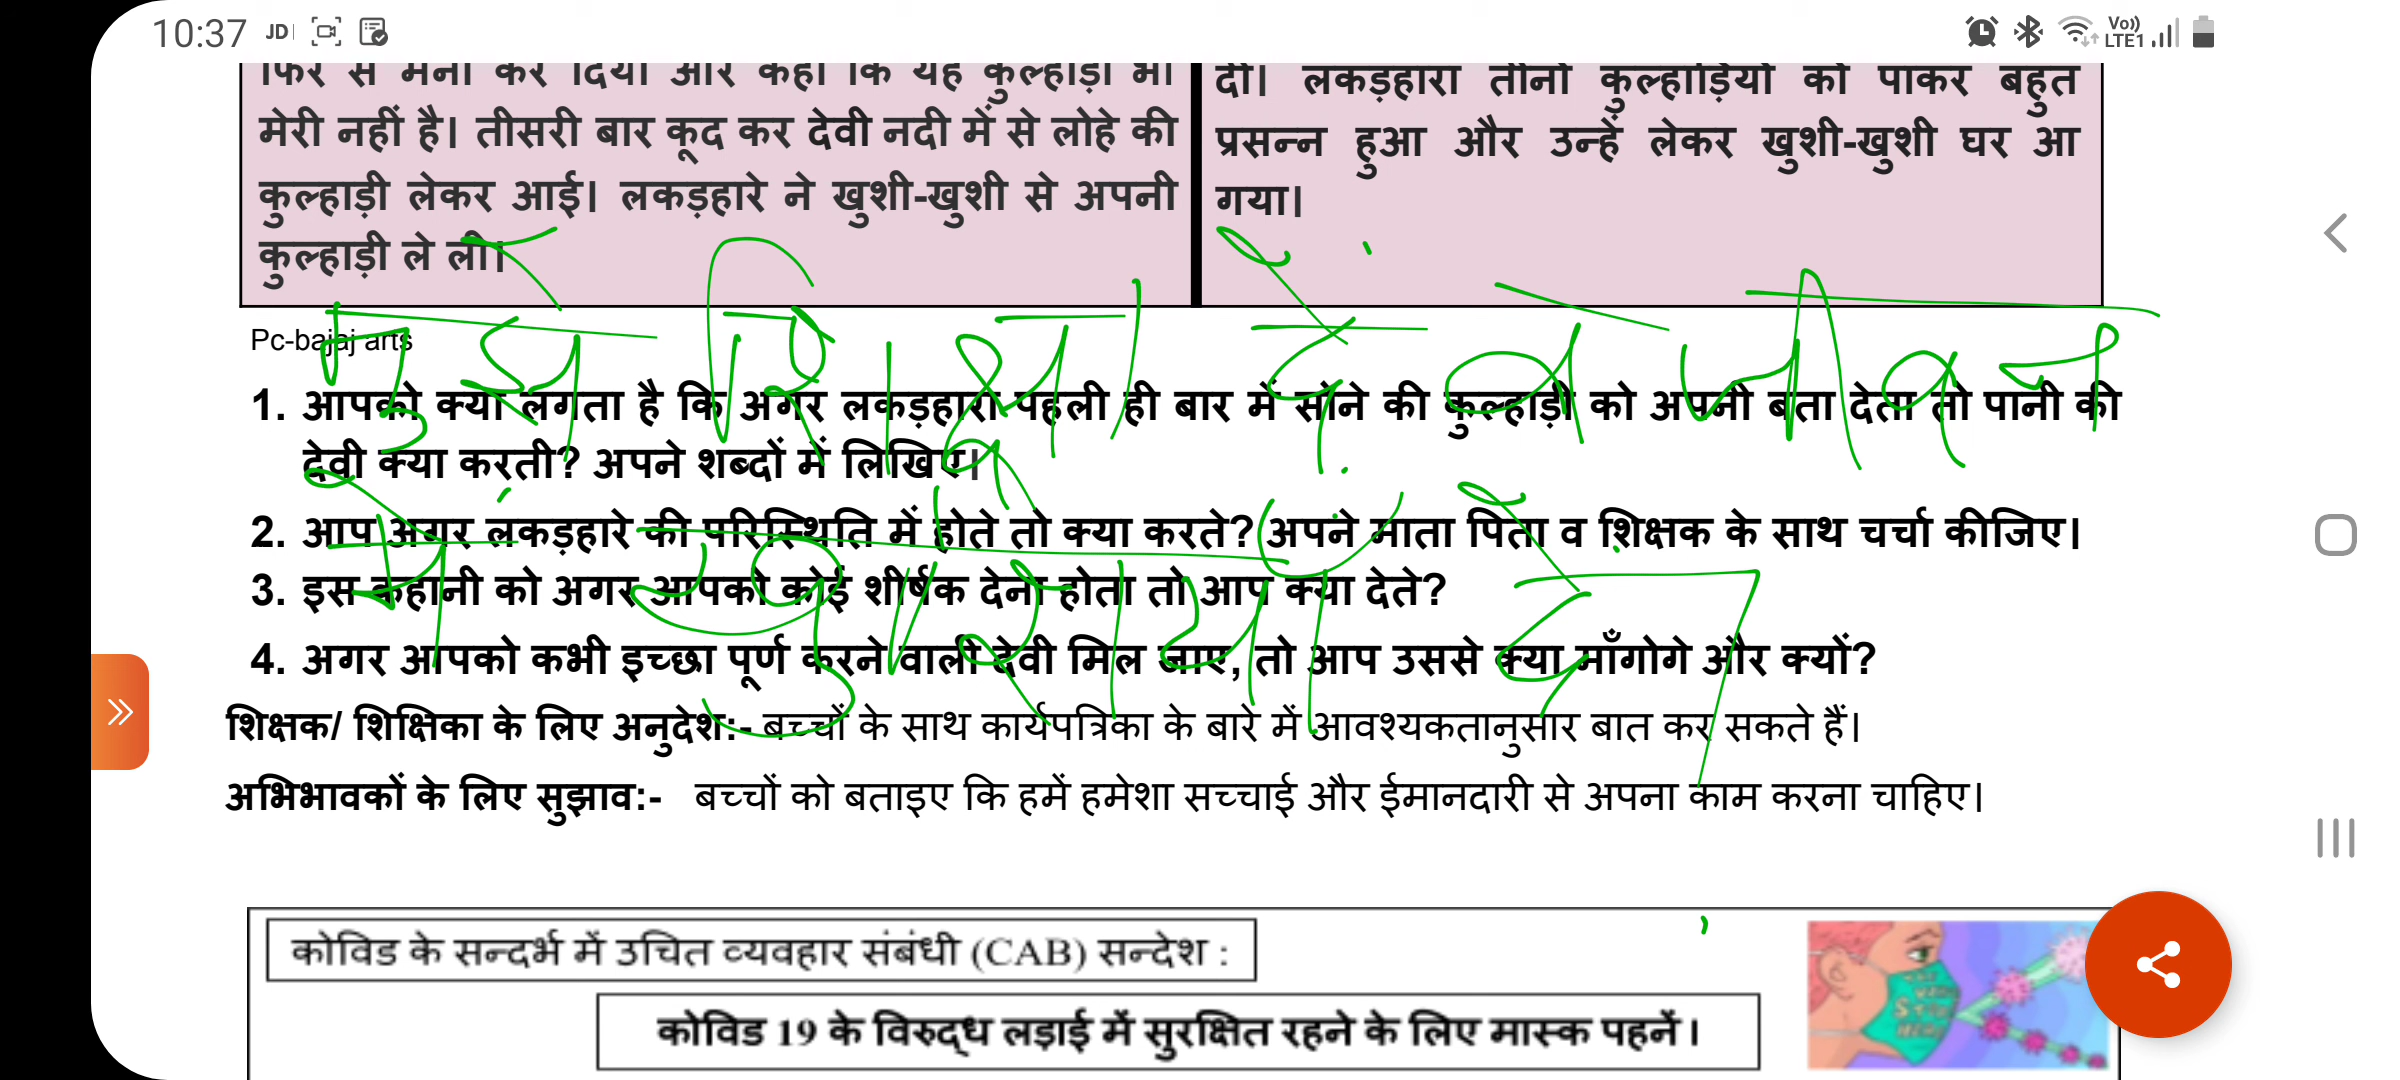 10:37 JD Vo)) LTE1
फिर से मना कर दिया और कहा कि यह कुल्हाड़ी भी
मेरी नहीं है। तीसरी बार कूद कर देवी नदी में से लोहे की
कुल्हाड़ी लेकर आई। लकड़हारे ने खुशी-खुशी से अपनी
कुल्हाड़ी ले ली।
दी। लकड़हारा तीनों कुल्हाड़ियों को पाकर बहुत
प्रसन्न हुआ और उन्हें लेकर खुशी-खुशी घर आ
गया।
Pc-bajaj arts
1. आपको क्या लगता है कि अगर लकड़हारा पहली ही बार में सोने की कुल्हाड़ी को अपनी बता देता तो पानी की
देवी क्या करती? अपने शब्दों में लिखिए।
2. आप अगर लकड़हारे की परिस्थिति में होते तो क्या करते? अपने माता पिता व शिक्षक के साथ चर्चा कीजिए।
3. इस कहानी को अगर आपको कोई शीर्षक देना होता तो आप क्या देते?
4. अगर आपको कभी इच्छा पूर्ण करने वाली देवी मिल जाए, तो आप उससे क्या माँगोगे और क्यों?
शिक्षक/ शिक्षिका के लिए अनुदेश:- बच्चों के साथ कार्यपत्रिका के बारे में आवश्यकतानुसार बात कर सकते हैं।
अभिभावकों के लिए सुझाव:- बच्चों को बताइए कि हमें हमेशा सच्चाई और ईमानदारी से अपना काम करना चाहिए।
कोविड के सन्दर्भ में उचित व्यवहार संबंधी (CAB) सन्देश :
कोविड 19 के विरुद्ध लड़ाई में सुरक्षित रहने के लिए मास्क पहनें।